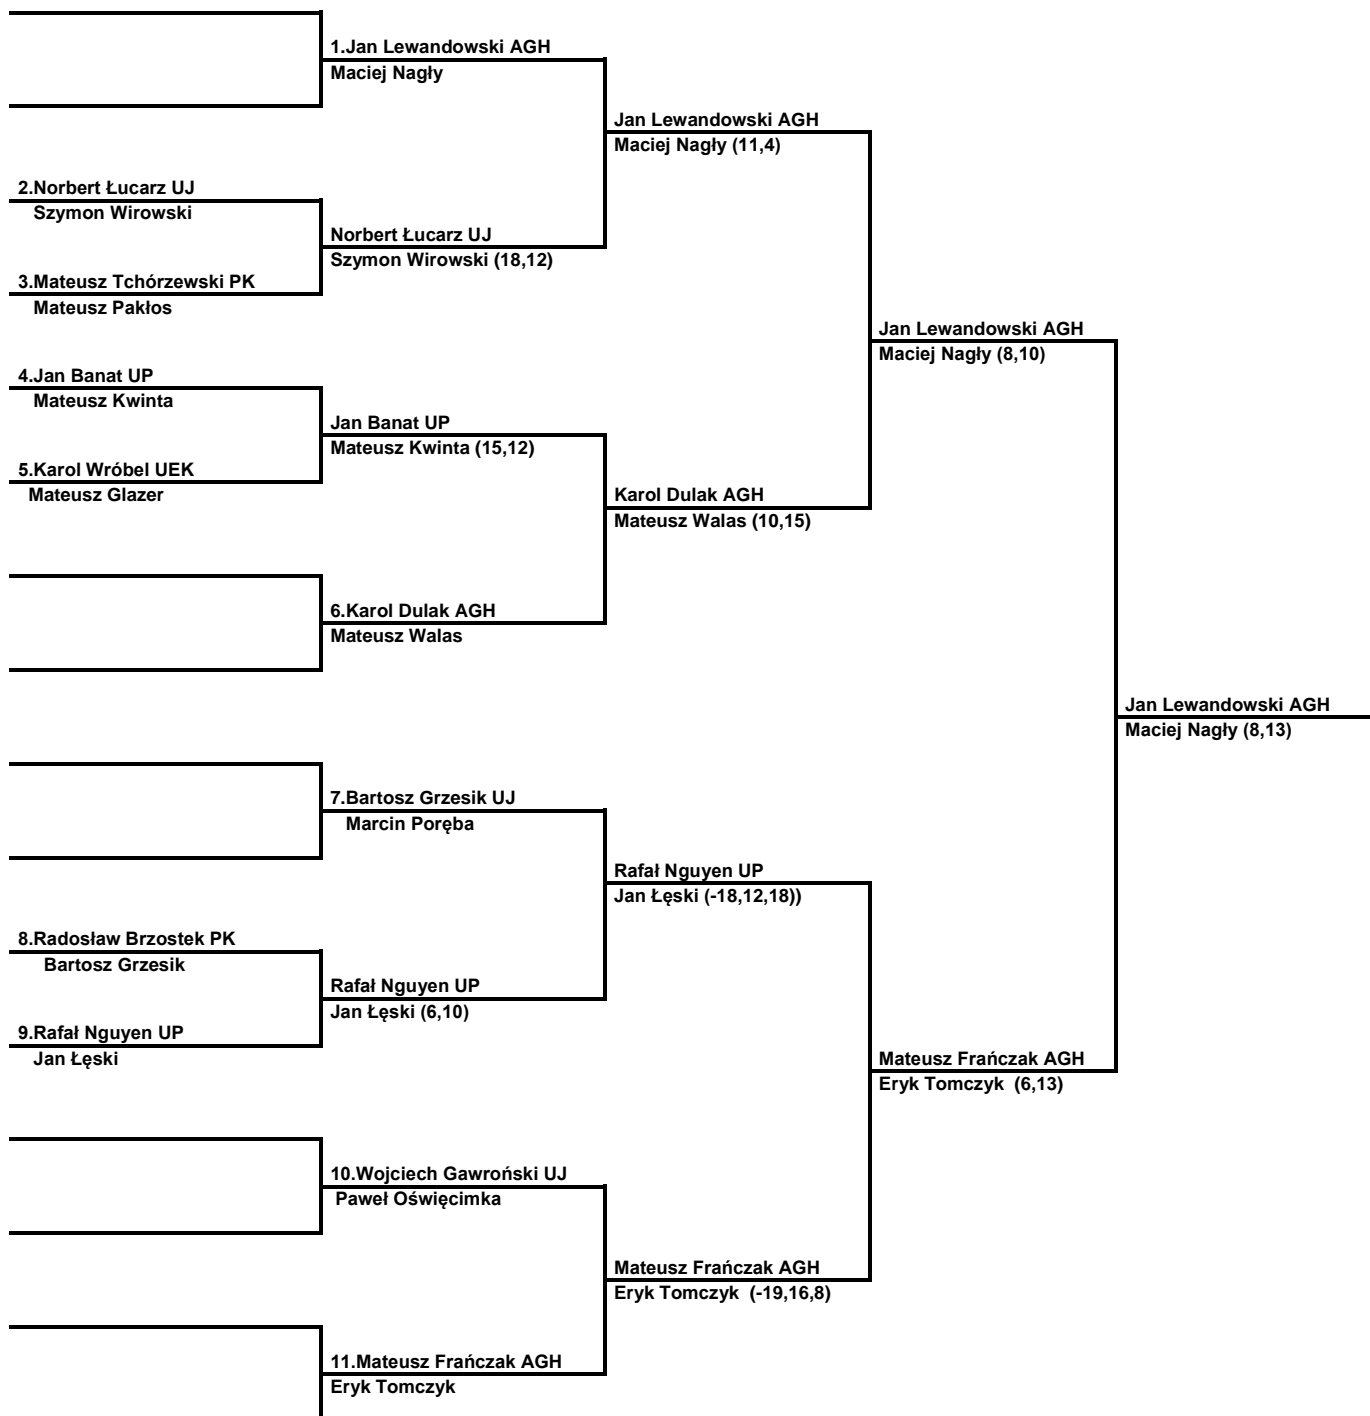 1.Jan Lewandowski AGH
Maciej Nagły
Jan Lewandowski AGH
Maciej Nagły (11,4)
2.Norbert Łucarz UJ
Szymon Wirowski
Norbert Łucarz UJ
Szymon Wirowski (18,12)
3.Mateusz Tchórzewski PK
Mateusz Pakłos
Jan Lewandowski AGH
Maciej Nagły (8,10)
4.Jan Banat UP
Mateusz Kwinta
Jan Banat UP
Mateusz Kwinta (15,12)
5.Karol Wróbel UEK
Mateusz Glazer
Karol Dulak AGH
Mateusz Walas (10,15)
6.Karol Dulak AGH
Mateusz Walas
Jan Lewandowski AGH
Maciej Nagły (8,13)
7.Bartosz Grzesik UJ
Marcin Poręba
Rafał Nguyen UP
Jan Łęski (-18,12,18))
8.Radosław Brzostek PK
Bartosz Grzesik
Rafał Nguyen UP
Jan Łęski (6,10)
9.Rafał Nguyen UP
Jan Łęski
Mateusz Frańczak AGH
Eryk Tomczyk  (6,13)
10.Wojciech Gawroński UJ
Paweł Oświęcimka
Mateusz Frańczak AGH
Eryk Tomczyk  (-19,16,8)
11.Mateusz Frańczak AGH
Eryk Tomczyk